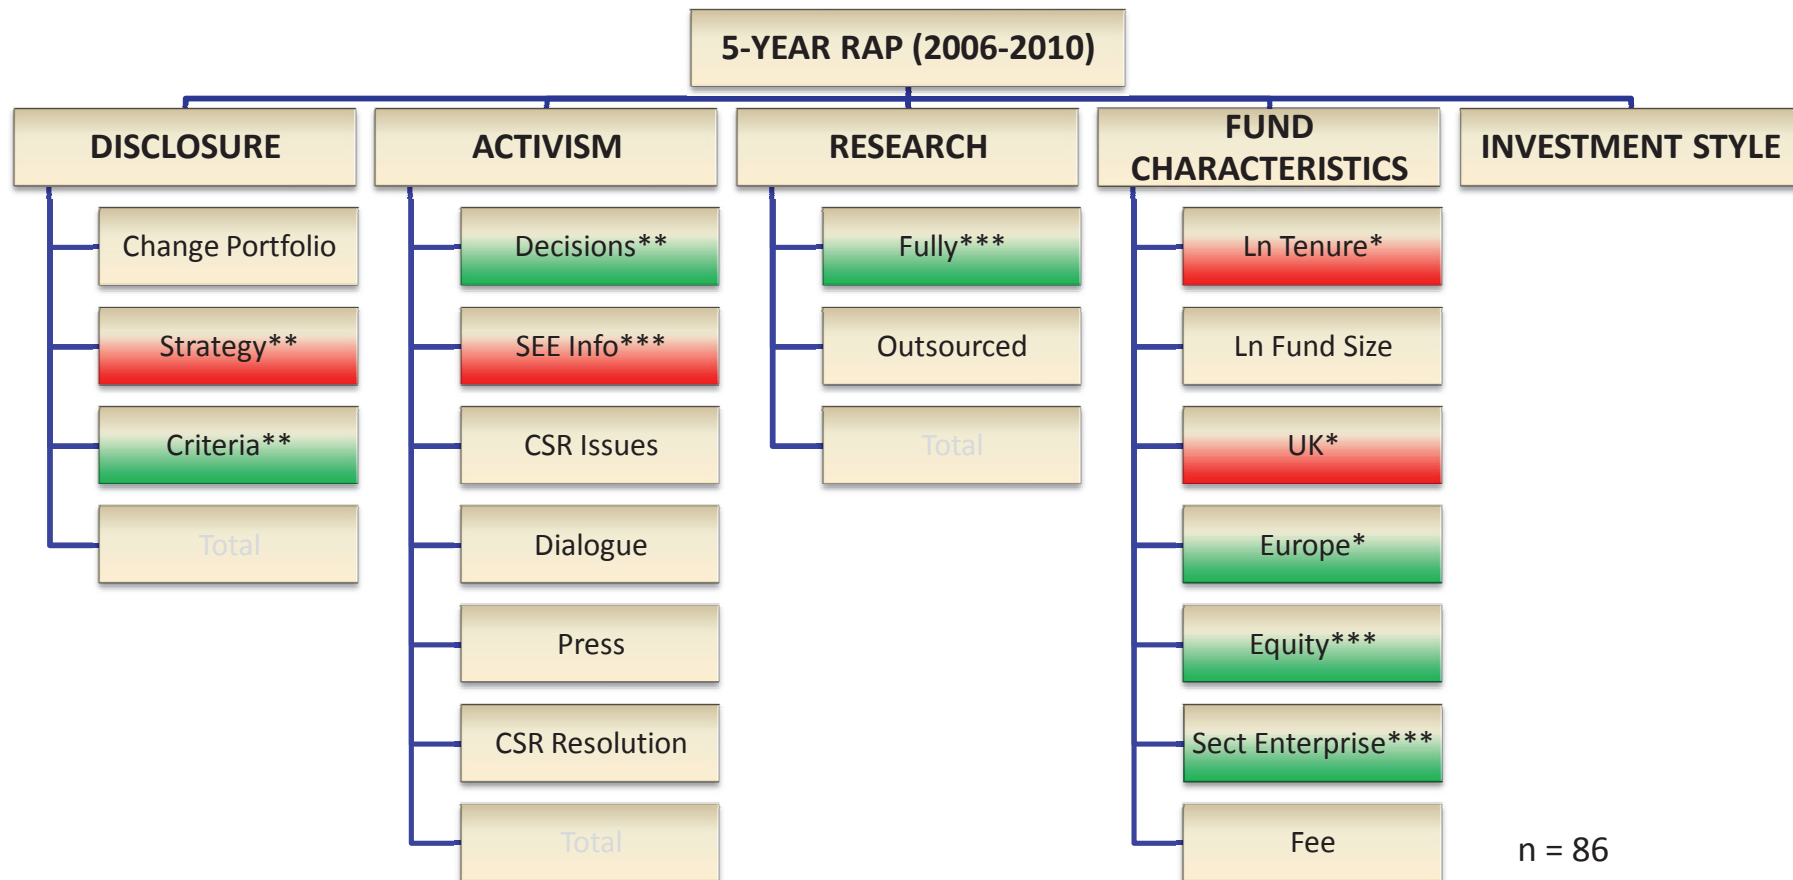 5-YEAR RAP (2006-2010)
DISCLOSURE
Change Portfolio
Strategy**
Criteria**
Total
ACTIVISM
Decisions**
SEE Info***
CSR Issues
Dialogue
Press
CSR Resolution
Total
RESEARCH
Fully***
Outsourced
Total
FUND
CHARACTERISTICS
Ln Tenure*
Ln Fund Size
UK*
Europe*
Equity***
Sect Enterprise***
Fee
INVESTMENT STYLE
n = 86